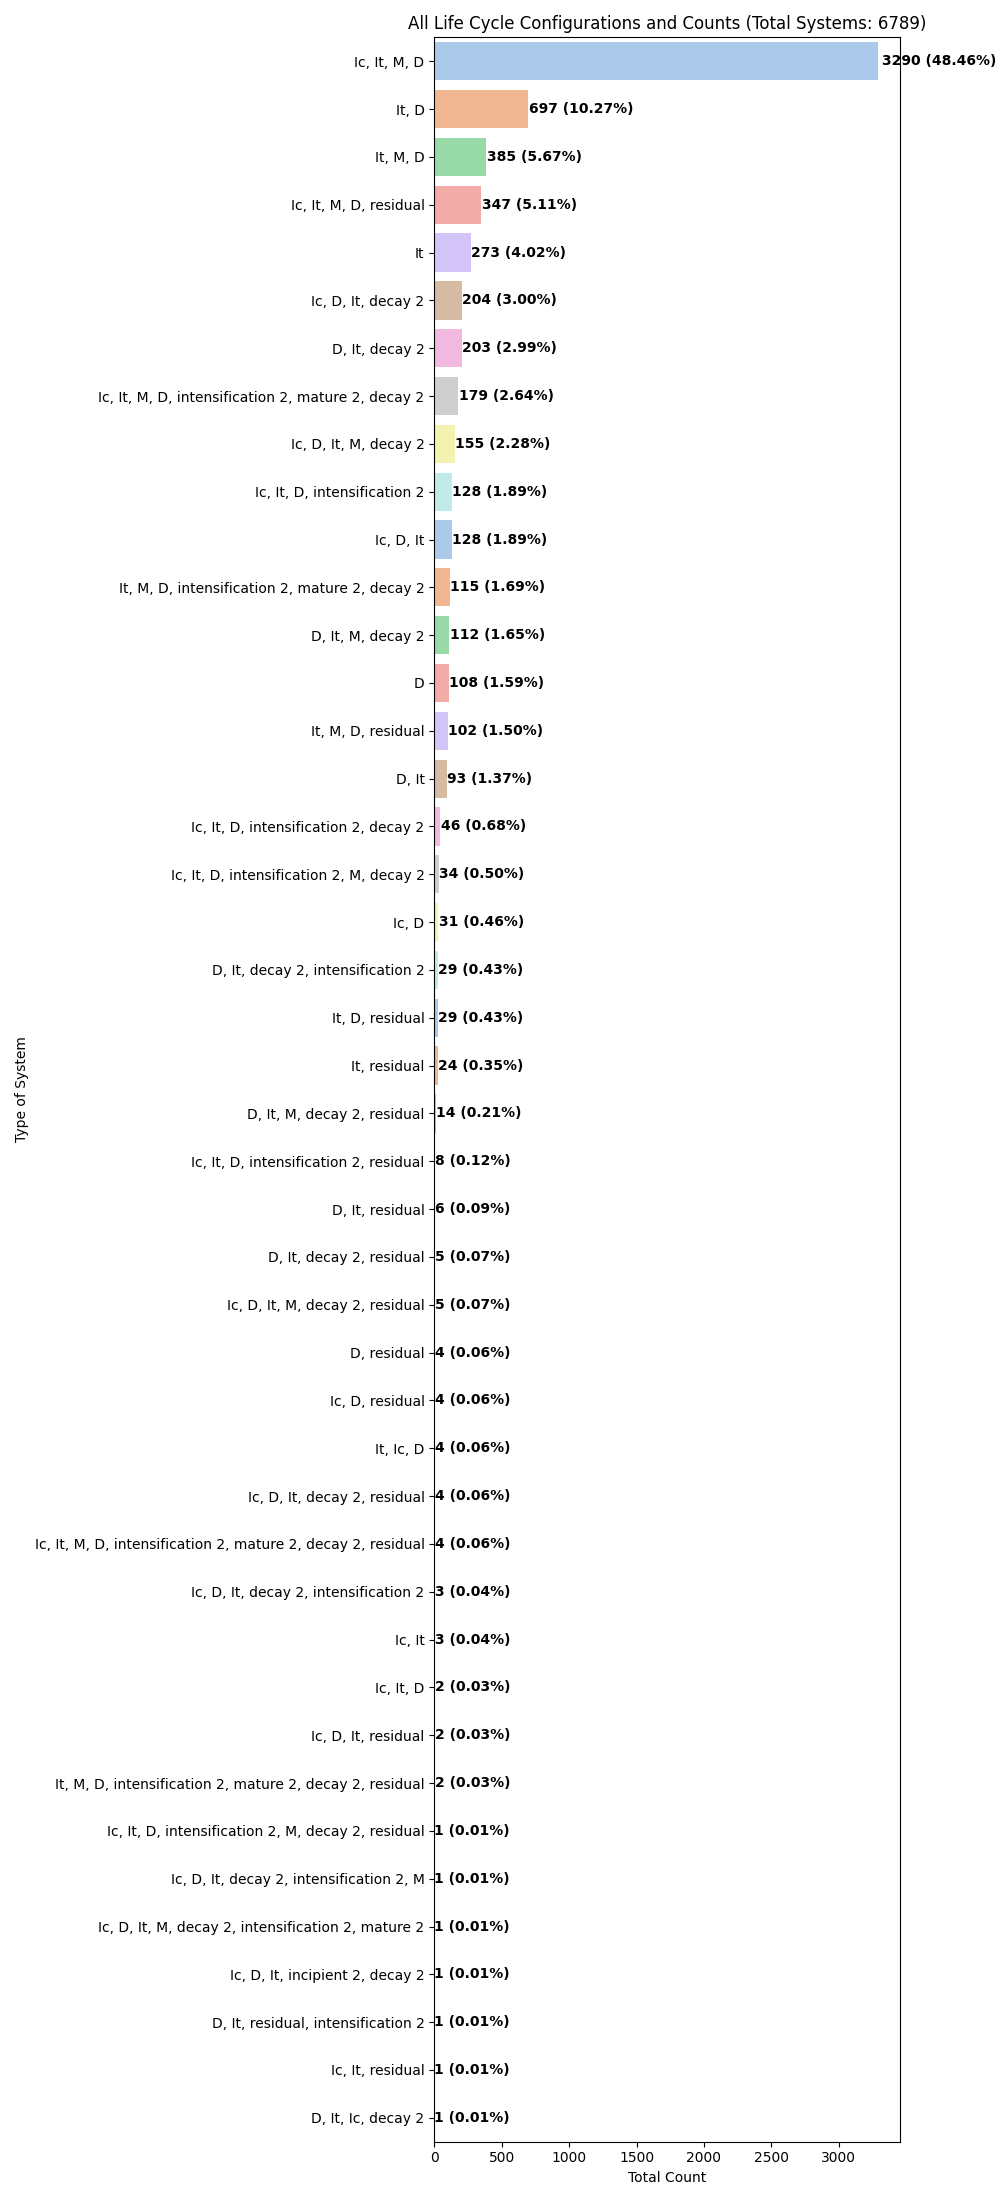 All Life Cycle Configurations and Counts (Total Systems: 6789)
Ic, It, M, D 3290 (48.46%)
It, D 697 (10.27%)
It, M, D 385 (5.67%)
Ic, It, M, D, residual 347 (5.11%)
It 273 (4.02%)
Ic, D, It, decay 2 204 (3.00%)
D, It, decay 2 203 (2.99%)
Ic, It, M, D, intensification 2, mature 2, decay 2 179 (2.64%)
Ic, D, It, M, decay 2 155 (2.28%)
Ic, It, D, intensification 2 128 (1.89%)
Ic, D, It 128 (1.89%)
It, M, D, intensification 2, mature 2, decay 2 115 (1.69%)
D, It, M, decay 2 112 (1.65%)
D 108 (1.59%)
It, M, D, residual 102 (1.50%)
D, It 93 (1.37%)
Ic, It, D, intensification 2, decay 2 46 (0.68%)
Ic, It, D, intensification 2, M, decay 2 34 (0.50%)
Ic, D 31 (0.46%)
D, It, decay 2, intensification 2 29 (0.43%)
It, D, residual 29 (0.43%)
It, residual 24 (0.35%)
D, It, M, decay 2, residual 14 (0.21%)
Ic, It, D, intensification 2, residual 8 (0.12%)
D, It, residual 6 (0.09%)
D, It, decay 2, residual 5 (0.07%)
Ic, D, It, M, decay 2, residual 5 (0.07%)
D, residual 4 (0.06%)
Ic, D, residual 4 (0.06%)
It, Ic, D 4 (0.06%)
Ic, D, It, decay 2, residual 4 (0.06%)
Ic, It, M, D, intensification 2, mature 2, decay 2, residual 4 (0.06%)
Ic, D, It, decay 2, intensification 2 3 (0.04%)
Ic, It 3 (0.04%)
Ic, It, D 2 (0.03%)
Ic, D, It, residual 2 (0.03%)
It, M, D, intensification 2, mature 2, decay 2, residual 2 (0.03%)
Ic, It, D, intensification 2, M, decay 2, residual 1 (0.01%)
Ic, D, It, decay 2, intensification 2, M 1 (0.01%)
Ic, D, It, M, decay 2, intensification 2, mature 2 1 (0.01%)
Ic, D, It, incipient 2, decay 2 1 (0.01%)
D, It, residual, intensification 2 1 (0.01%)
Ic, It, residual 1 (0.01%)
D, It, Ic, decay 2 1 (0.01%)
0 500 1000 1500 2000 2500 3000
Total Count
Type of System